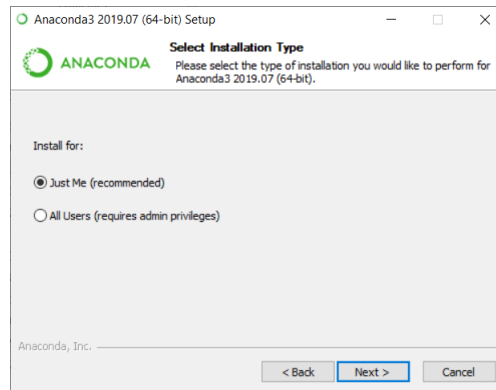 Anaconda3 2019.07 (64-bit) Setup
ANACONDA
Select Installation Type
Please select the type of installation you would like to perform for
Anaconda3 2019.07 (64-bit).
Install for:
Just Me (recommended)
All Users (requires admin privileges)
Anaconda, Inc.
< Back
Next >
Cancel